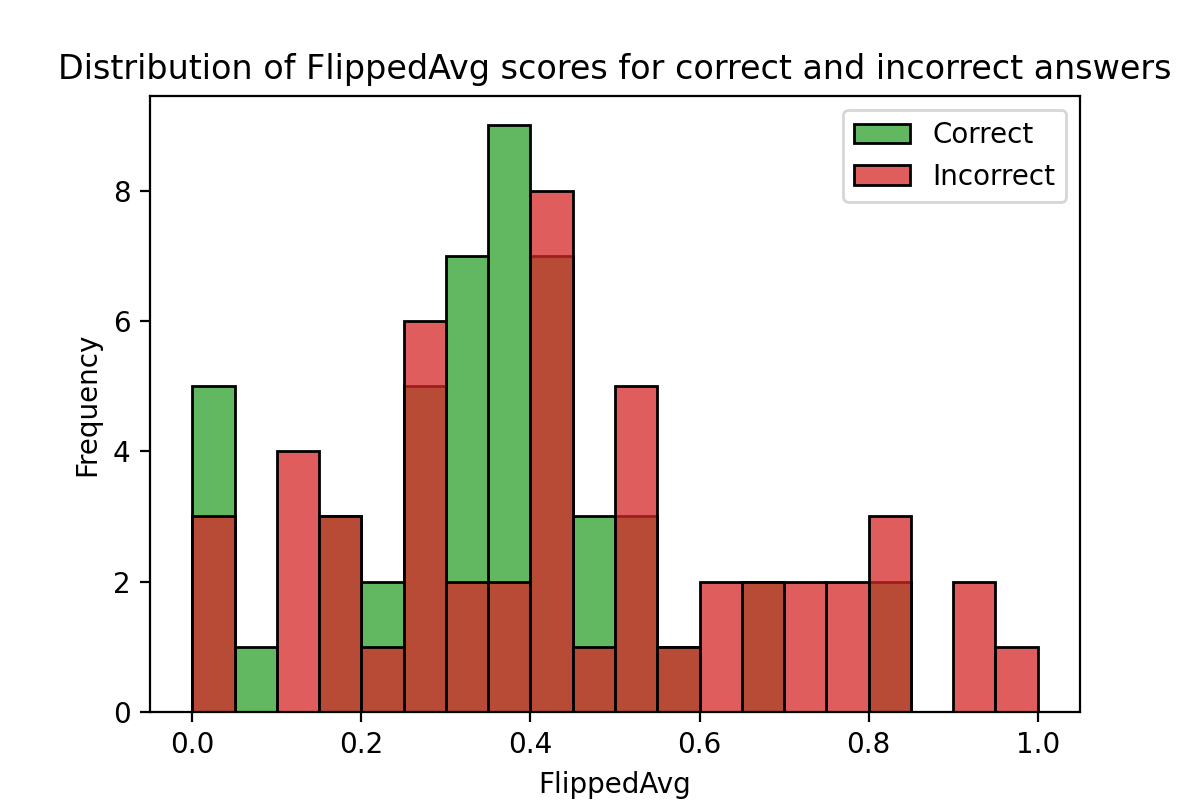 Distribution of FlippedAvg scores for correct and incorrect answers
Correct
Incorrect
Frequency
8
6
4
2
0
0.0 0.2 0.4 0.6 0.8 1.0
FlippedAvg